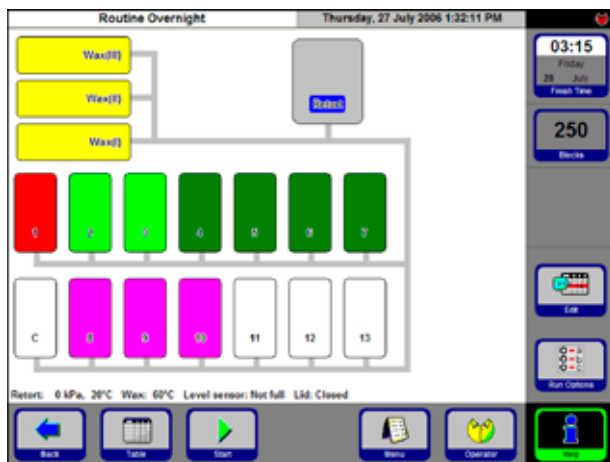 Routine Overnight
Thursday, 27 July 2006 1:32:11 PM
03:15
Friday
28 July
Finish Time
Wax(III)
Wax(II)
Wax(I)
Retort
250
Blocks
1 2 3 4 5 6 7
C 8 9 10 11 12 13
Edit
Run Options
Retort: 0 kPa, 20°C Wax: 60°C Level sensor: Not full Lid: Closed
Back
Table
Start
Menu
Operator
Help